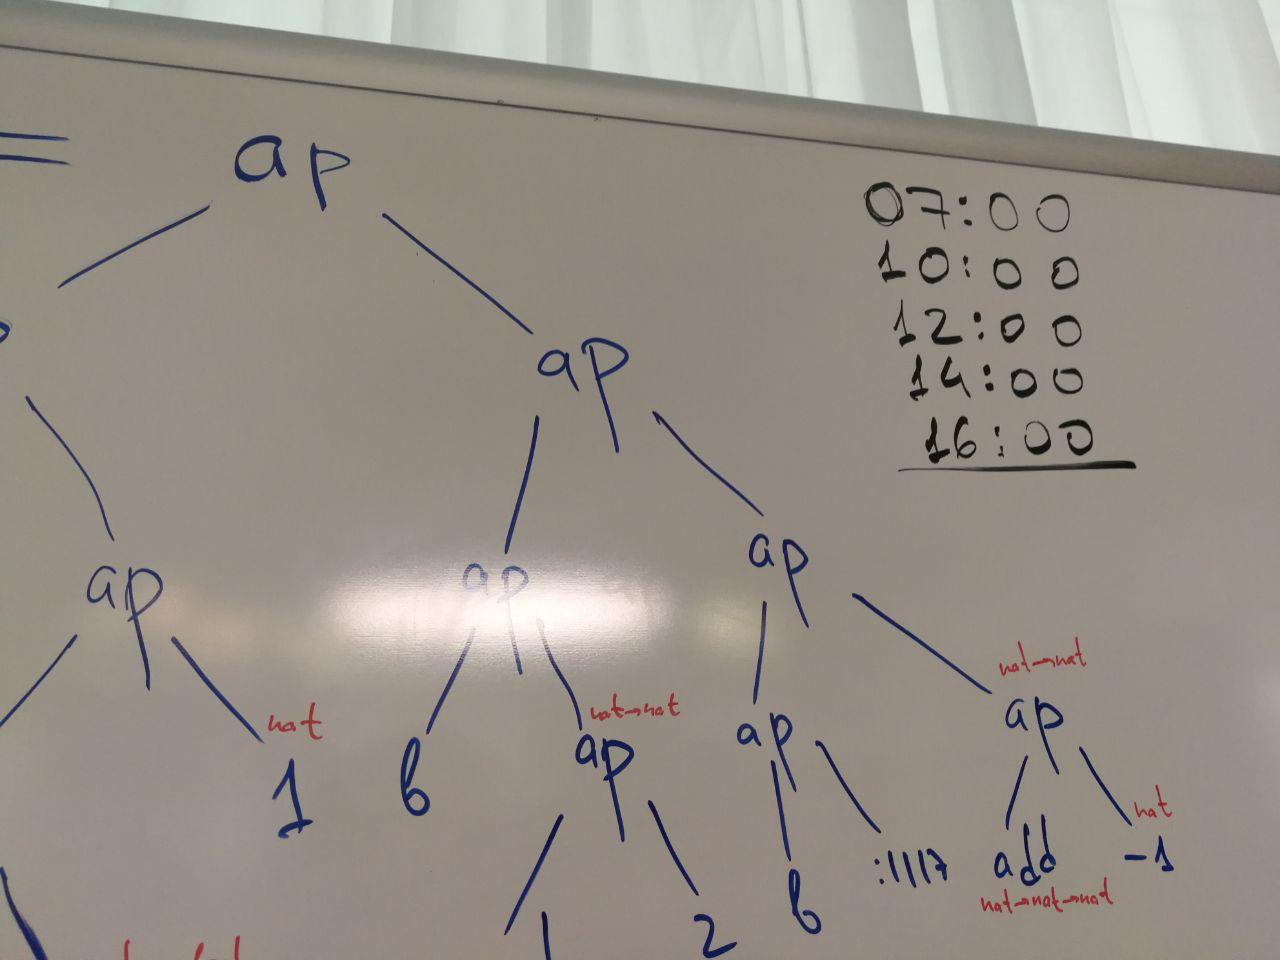 =
ap
07:00
10:00
12:00
14:00
16:00
ap
ap
ap
ap
nat→nat
nat
nat→nat
ap
ap
ap
1
b
nat
:1117
add
-1
nat→nat→nat
b
2